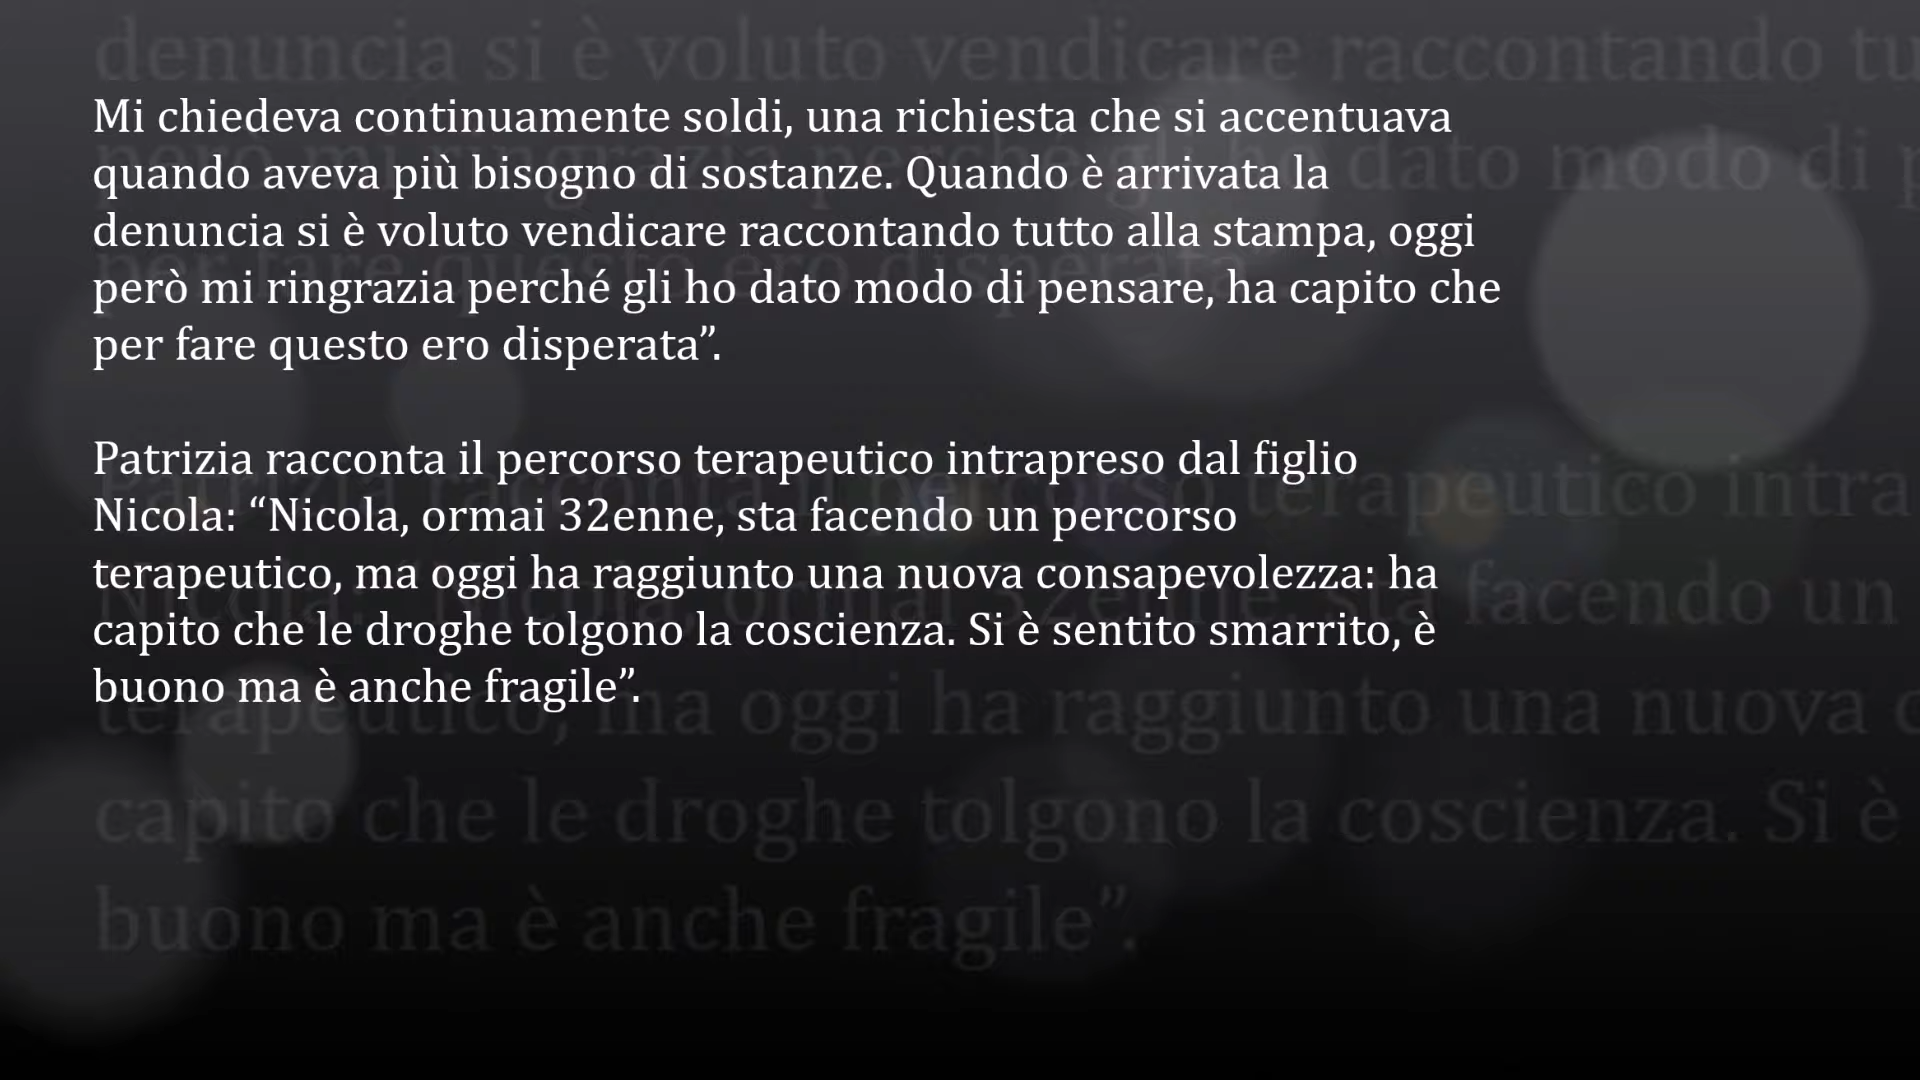 Mi chiedeva continuamente soldi, una richiesta che si accentuava
quando aveva più bisogno di sostanze. Quando è arrivata la
denuncia si è voluto vendicare raccontando tutto alla stampa, oggi
però mi ringrazia perché gli ho dato modo di pensare, ha capito che
per fare questo ero disperata”.
Patrizia racconta il percorso terapeutico intrapreso dal figlio
Nicola: “Nicola, ormai 32enne, sta facendo un percorso
terapeutico, ma oggi ha raggiunto una nuova consapevolezza: ha
capito che le droghe tolgono la coscienza. Si è sentito smarrito, è
buono ma è anche fragile”.